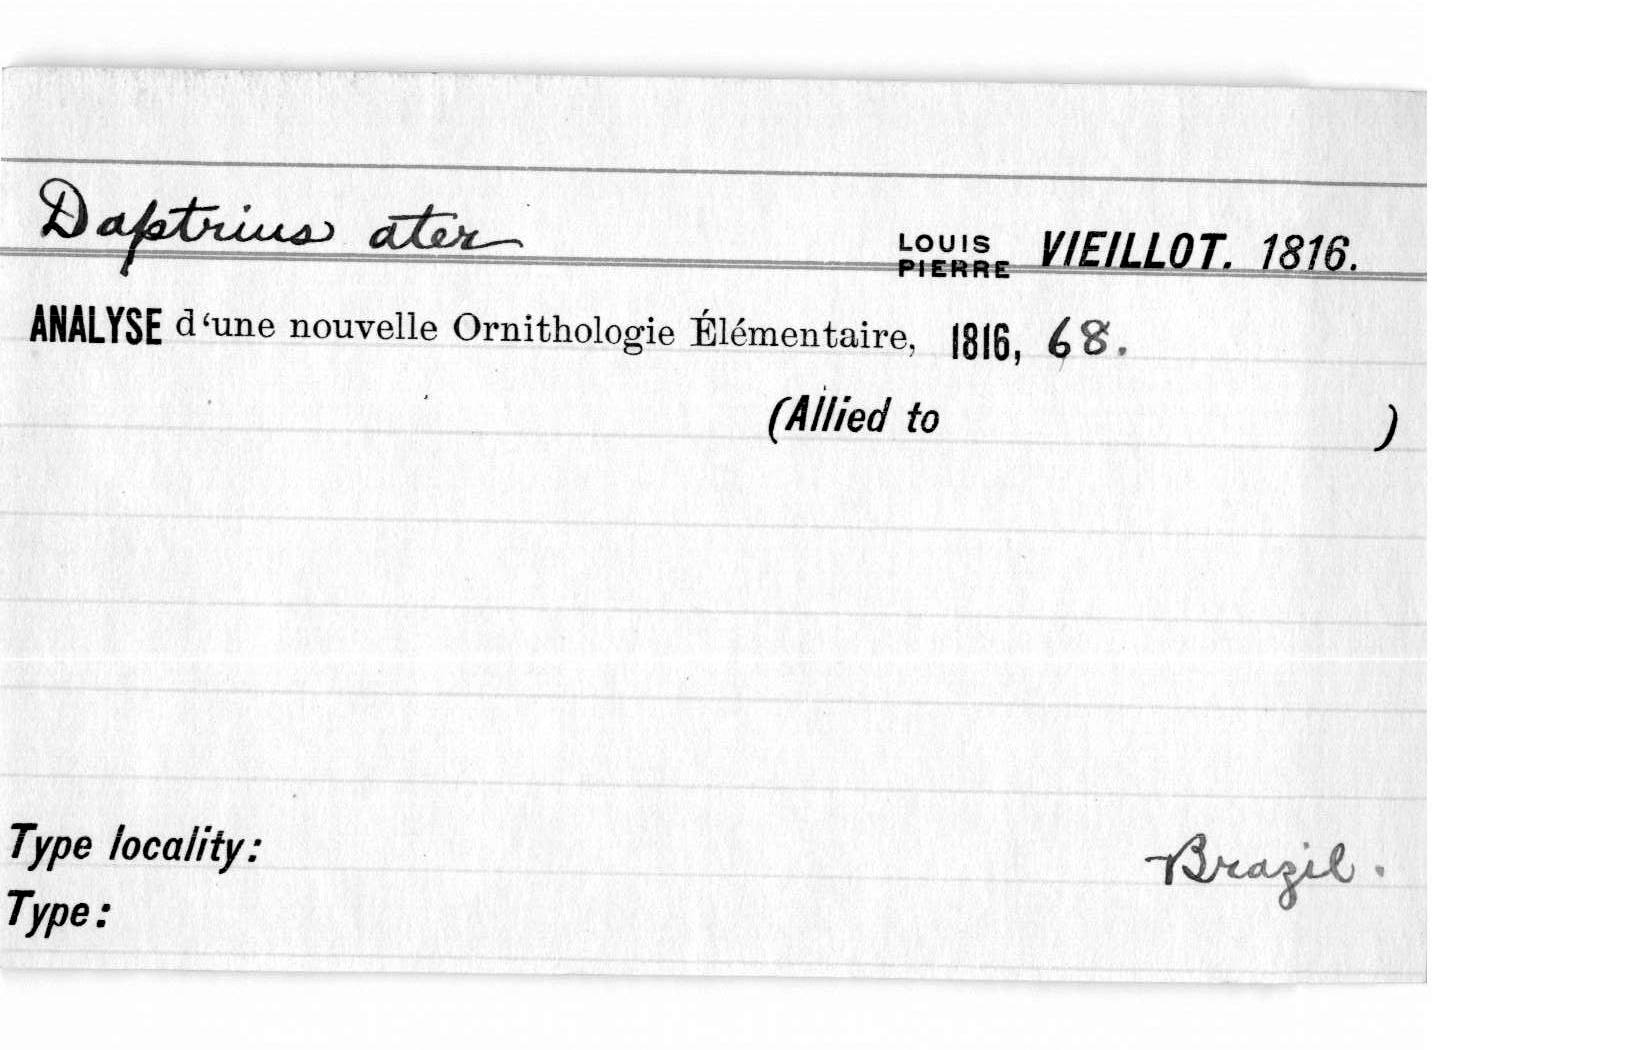 Daptrius ater LOUIS PIERRE VIEILLOT. 1816.
ANALYSE d‘une nouvelle Ornithologie Élémentaire, 1816, 68.
(Allied to )
Type locality: Brazil.
Type: